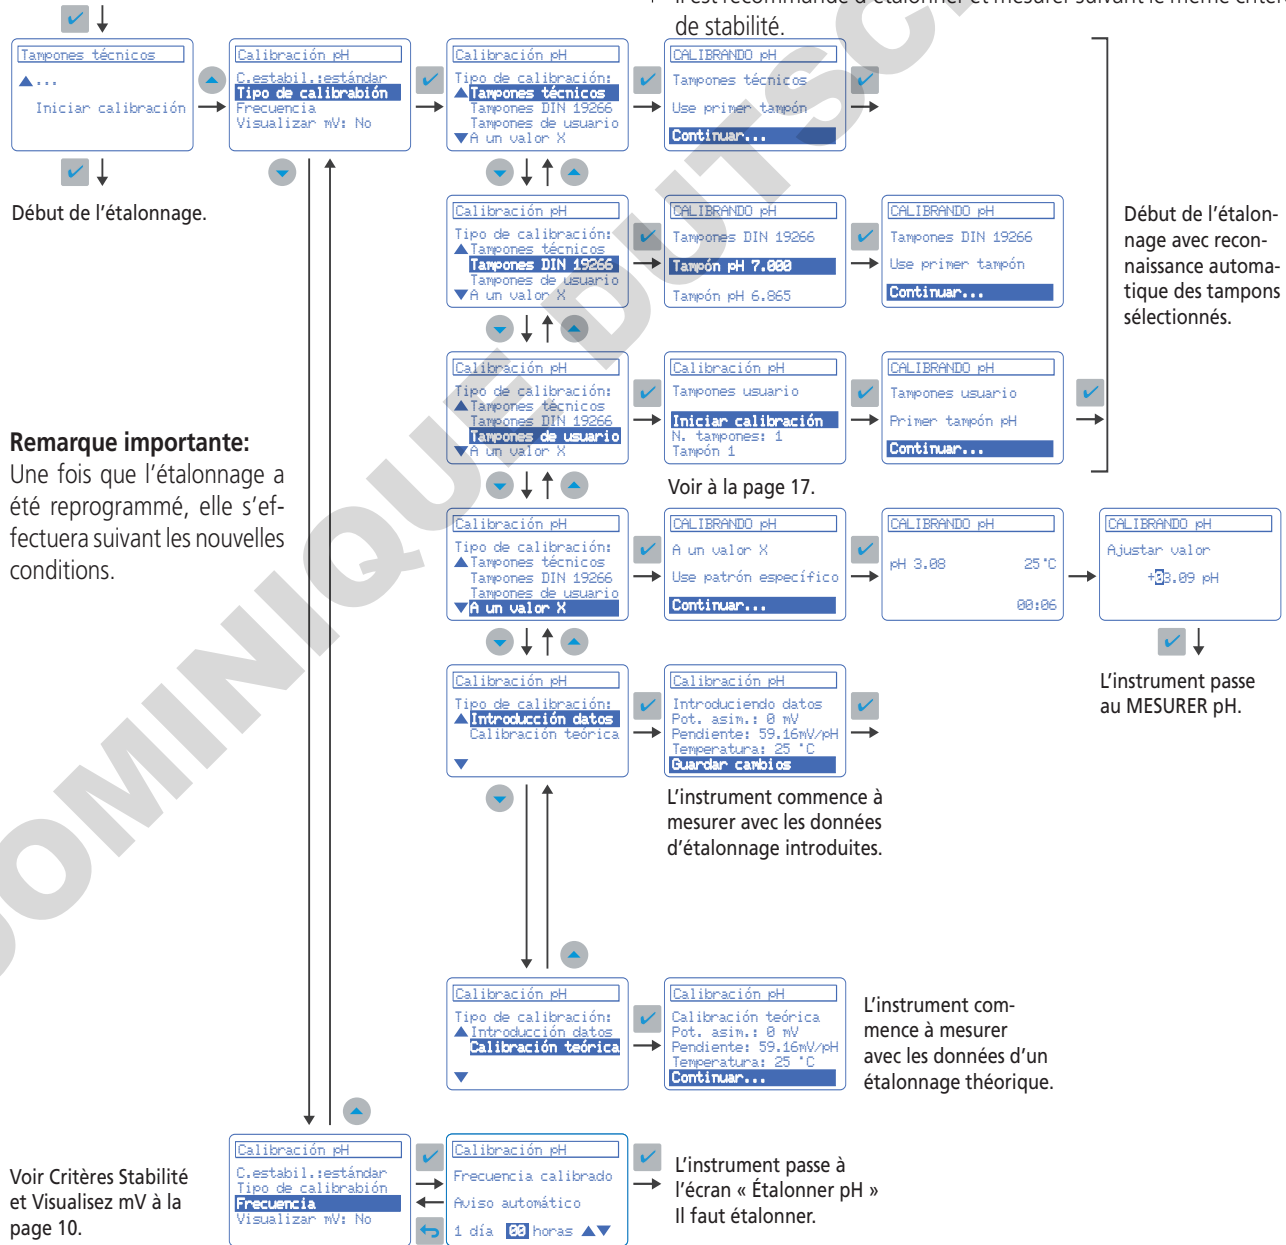 Il est recommandé d'étalonner et mesurer suivant le même critère
de stabilité.
Tampones técnicos
...
Iniciar calibración
Calibración pH
C.estabil.:estándar
Tipo de calibrabión
Frecuencia
Visualizar mV: No
Calibración pH
Tipo de calibración:
Tampones técnicos
Tampones DIN 19266
Tampones de usuario
A un valor X
CALIBRANDO pH
Tampones técnicos
Use primer tampón
Continuar...
Début de l'étalonnage.
Calibración pH
Tipo de calibración:
Tampones técnicos
Tampones DIN 19266
Tampones de usuario
A un valor X
CALIBRANDO pH
Tampones DIN 19266
Tampón pH 7.000
Tampón pH 6.865
CALIBRANDO pH
Tampones DIN 19266
Use primer tampón
Continuar...
Début de l'étalon-
nage avec recon-
naissance automa-
tique des tampons
sélectionnés.
Calibración pH
Tipo de calibración:
Tampones técnicos
Tampones DIN 19266
Tampones de usuario
A un valor X
Calibración pH
Tampones usuario
Iniciar calibración
N. tampones: 1
Tampón 1
CALIBRANDO pH
Tampones usuario
Primer tampón pH
Continuar...
Voir à la page 17.
Remarque importante:
Une fois que l'étalonnage a
été reprogrammé, elle s'ef-
fectuera suivant les nouvelles
conditions.
Calibración pH
Tipo de calibración:
Tampones técnicos
Tampones DIN 19266
Tampones de usuario
A un valor X
CALIBRANDO pH
A un valor X
Use patrón específico
Continuar...
CALIBRANDO pH
pH 3.08 25°C
00:06
CALIBRANDO pH
Ajustar valor
+03.09 pH
L'instrument passe
au MESURER pH.
Calibración pH
Tipo de calibración:
Introducción datos
Calibración teórica
Calibración pH
Introduciendo datos
Pot. asim.: 0 mV
Pendiente: 59.16mV/pH
Temperatura: 25 °C
Guardar cambios
L'instrument commence à
mesurer avec les données
d'étalonnage introduites.
Calibración pH
Tipo de calibración:
Introducción datos
Calibración teórica
Calibración pH
Calibración teórica
Pot. asim.: 0 mV
Pendiente: 59.16mV/pH
Temperatura: 25 °C
Continuar...
L'instrument com-
mence à mesurer
avec les données d'un
étalonnage théorique.
Voir Critères Stabilité
et Visualisez mV à la
page 10.
Calibración pH
C.estabil.:estándar
Tipo de calibrabión
Frecuencia
Visualizar mV: No
Calibración pH
Frecuencia calibrado
Aviso automático
1 día 00 horas
L'instrument passe à
l'écran « Étalonner pH »
Il faut étalonner.
DOMINIQUE DUTSC